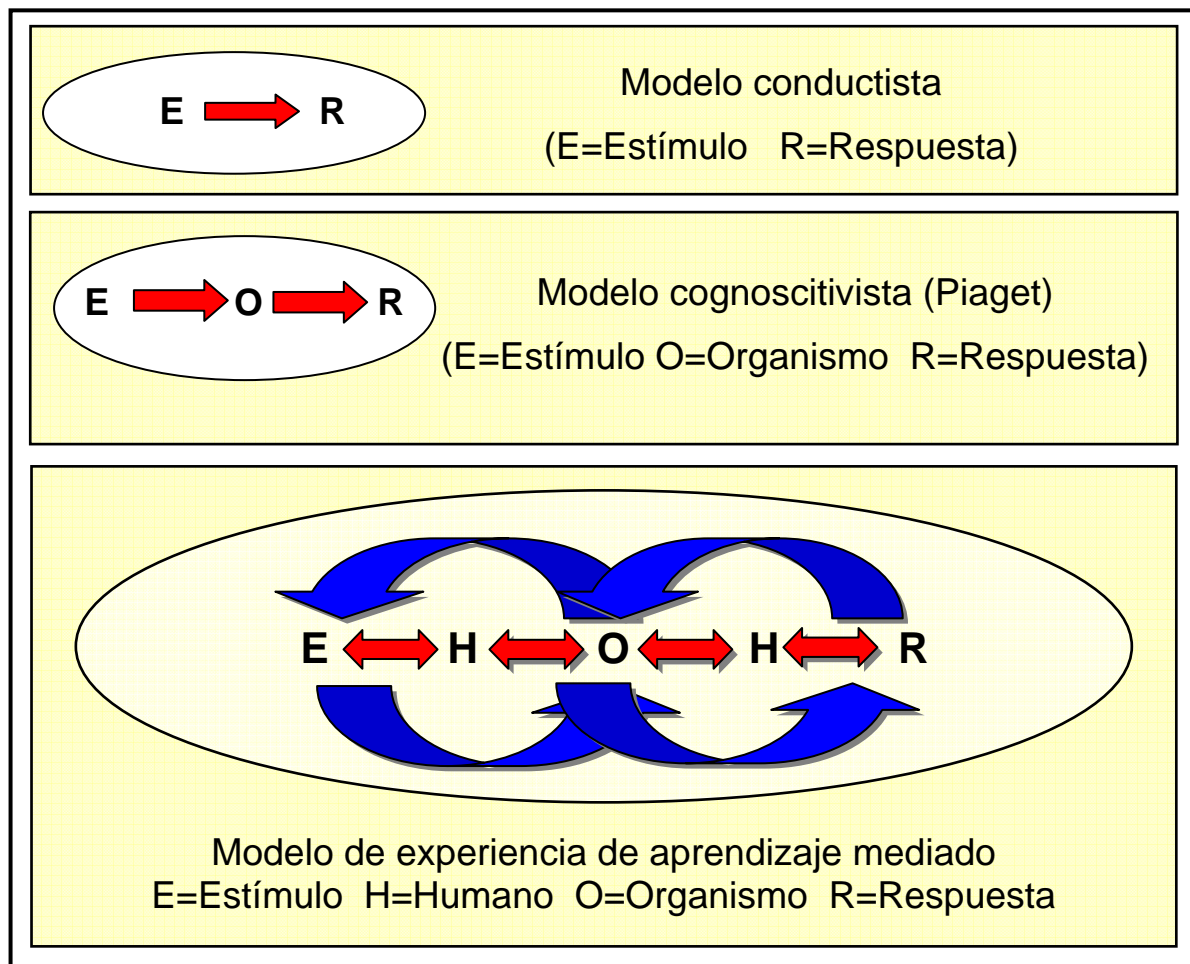 E R
Modelo conductista
(E=Estímulo R=Respuesta)
E O R
Modelo cognoscitivista (Piaget)
(E=Estímulo O=Organismo R=Respuesta)
E H O H R
Modelo de experiencia de aprendizaje mediado
E=Estímulo H=Humano O=Organismo R=Respuesta